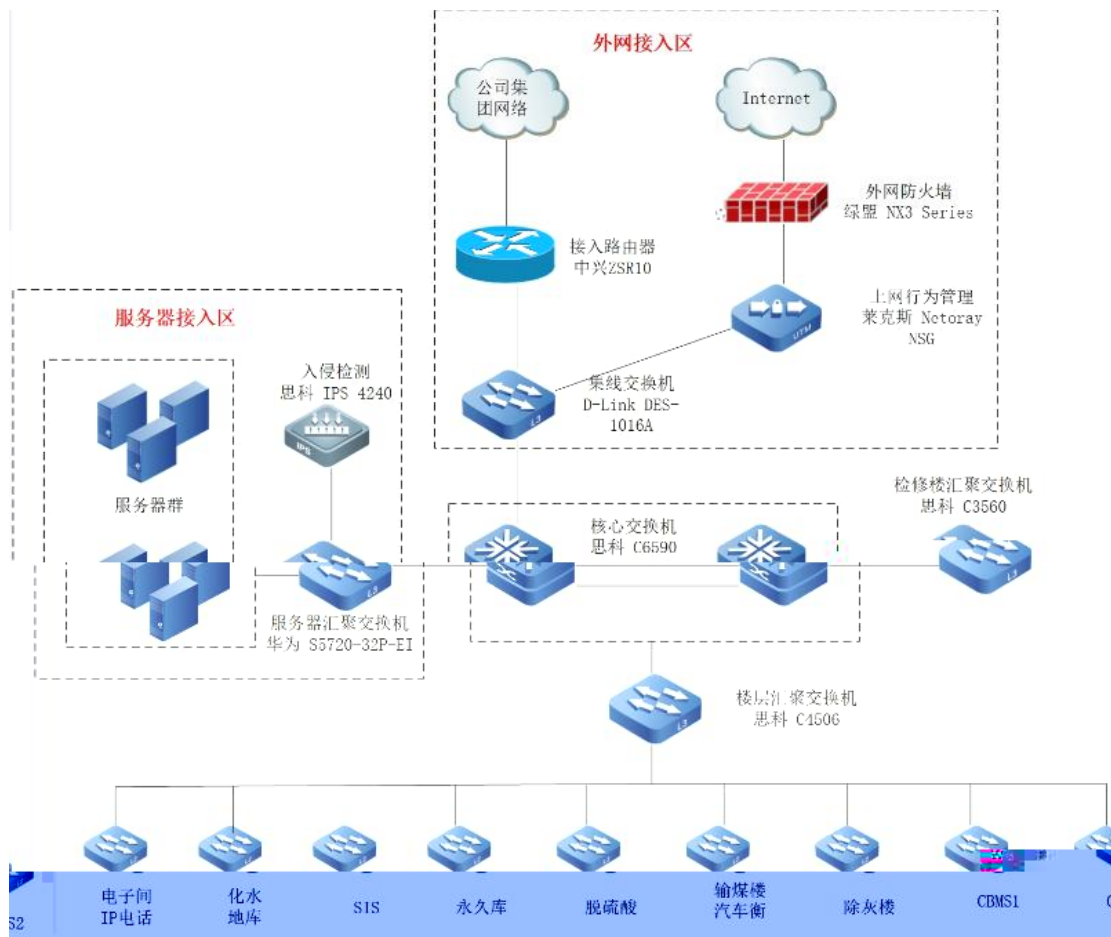 外网接入区
公司集
团网络
Internet
外网防火墙
绿盟 NX3 Series
接入路由器
中兴ZSR10
上网行为管理
莱克斯 Netoray
NSG
UTM
服务器接入区
入侵检测
思科 IPS 4240
IPS
集线交换机
D-Link DES-
1016A
L3
服务器群
核心交换机
思科 C6590
检修楼汇聚交换机
思科 C3560
L3
L3
服务器汇聚交换机
华为 S5720-32P-EI
楼层汇聚交换机
思科 C4506
L3
S2
电子间
IP电话
化水
地库
SIS
永久库
脱硫酸
输煤楼
汽车衡
除灰楼
CBMS1